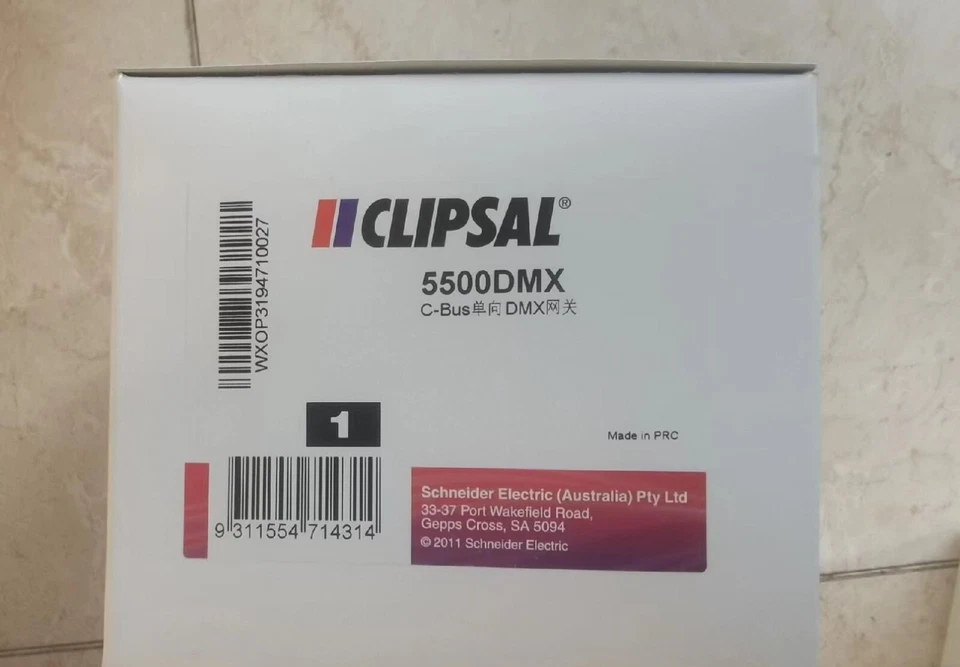 CLIPSAL®
5500DMX
C-Bus单向DMX网关
WXOP3194710027
1
Made in PRC
9 311554 714314
Schneider Electric (Australia) Pty Ltd
33-37 Port Wakefield Road,
Gepps Cross, SA 5094
© 2011 Schneider Electric